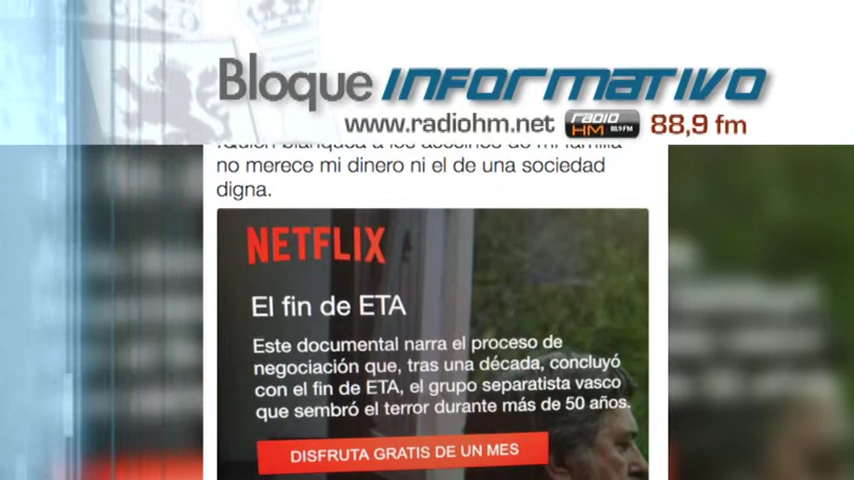 Bloque INFORMATIVO
www.radiohm.net RADIO HM 88,9 FM 88,9 fm
no merece mi dinero ni el de una sociedad
digna.
NETFLIX
El fin de ETA
Este documental narra el proceso de
negociación que, tras una década, concluyó
con el fin de ETA, el grupo separatista vasco
que sembró el terror durante más de 50 años.
DISFRUTA GRATIS DE UN MES